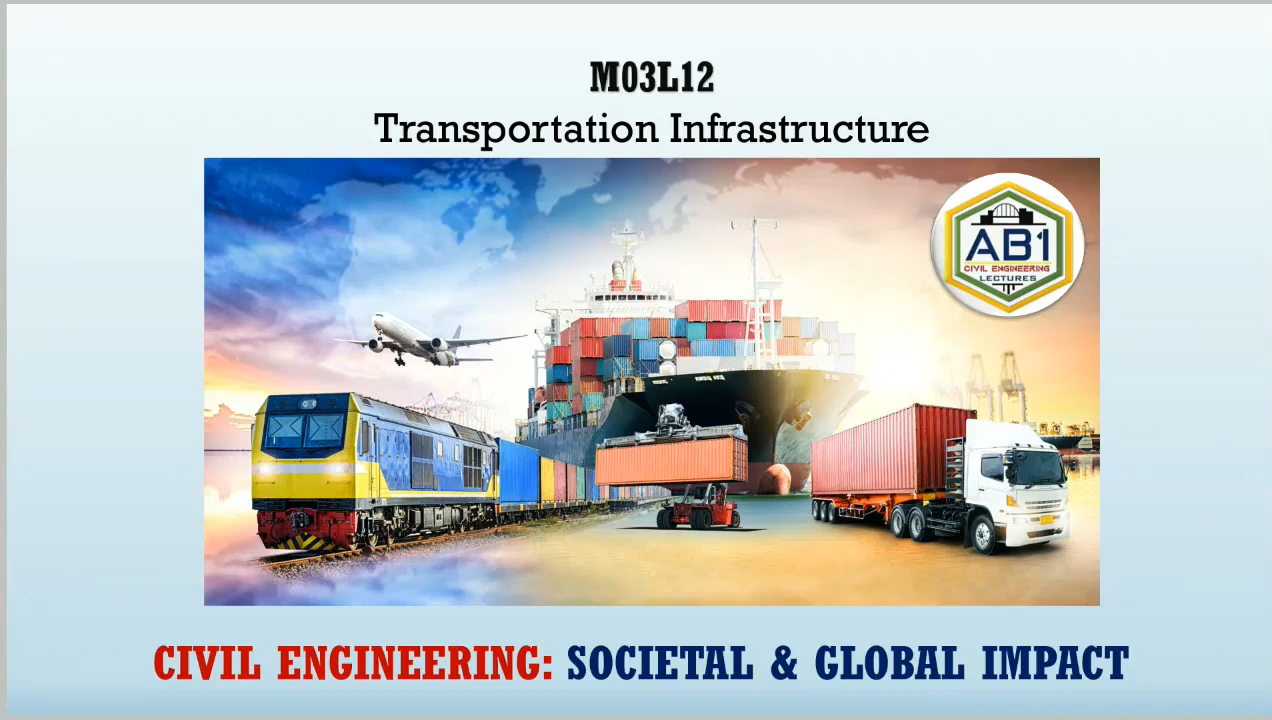 M03L12
Transportation Infrastructure
AB1
CIVIL ENGINEERING
LECTURES
CIVIL ENGINEERING: SOCIETAL & GLOBAL IMPACT